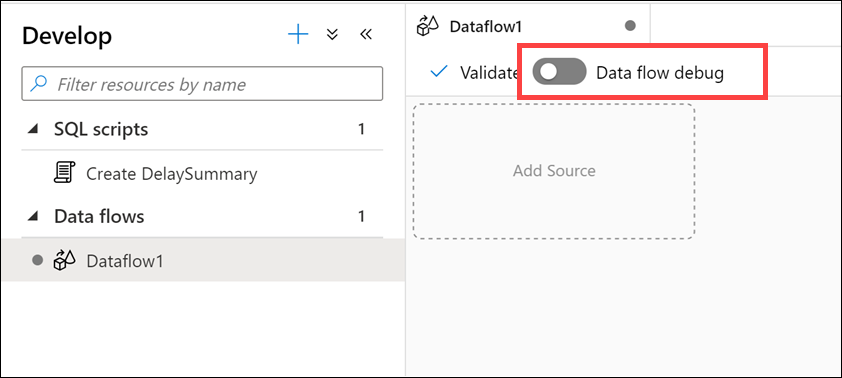 Develop
Filter resources by name
SQL scripts 1
Create DelaySummary
Data flows 1
Dataflow1
Dataflow1
Validate Data flow debug
Add Source